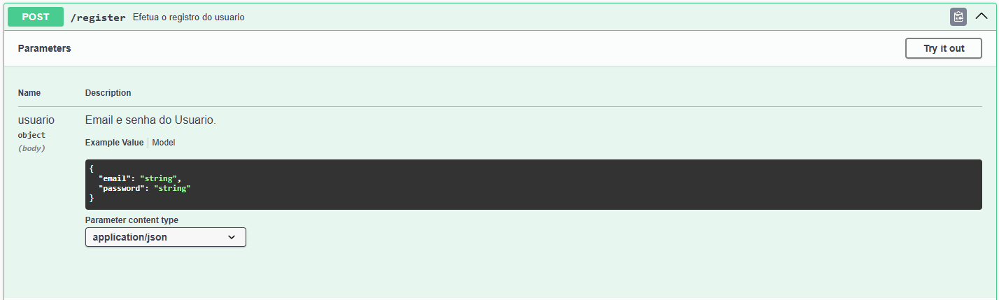 POST /register Efetua o registro do usuario
Parameters Try it out
Name Description
usuario Email e senha do Usuario.
object
(body)
Example Value | Model
{
"email": "string",
"password": "string"
}
Parameter content type
application/json